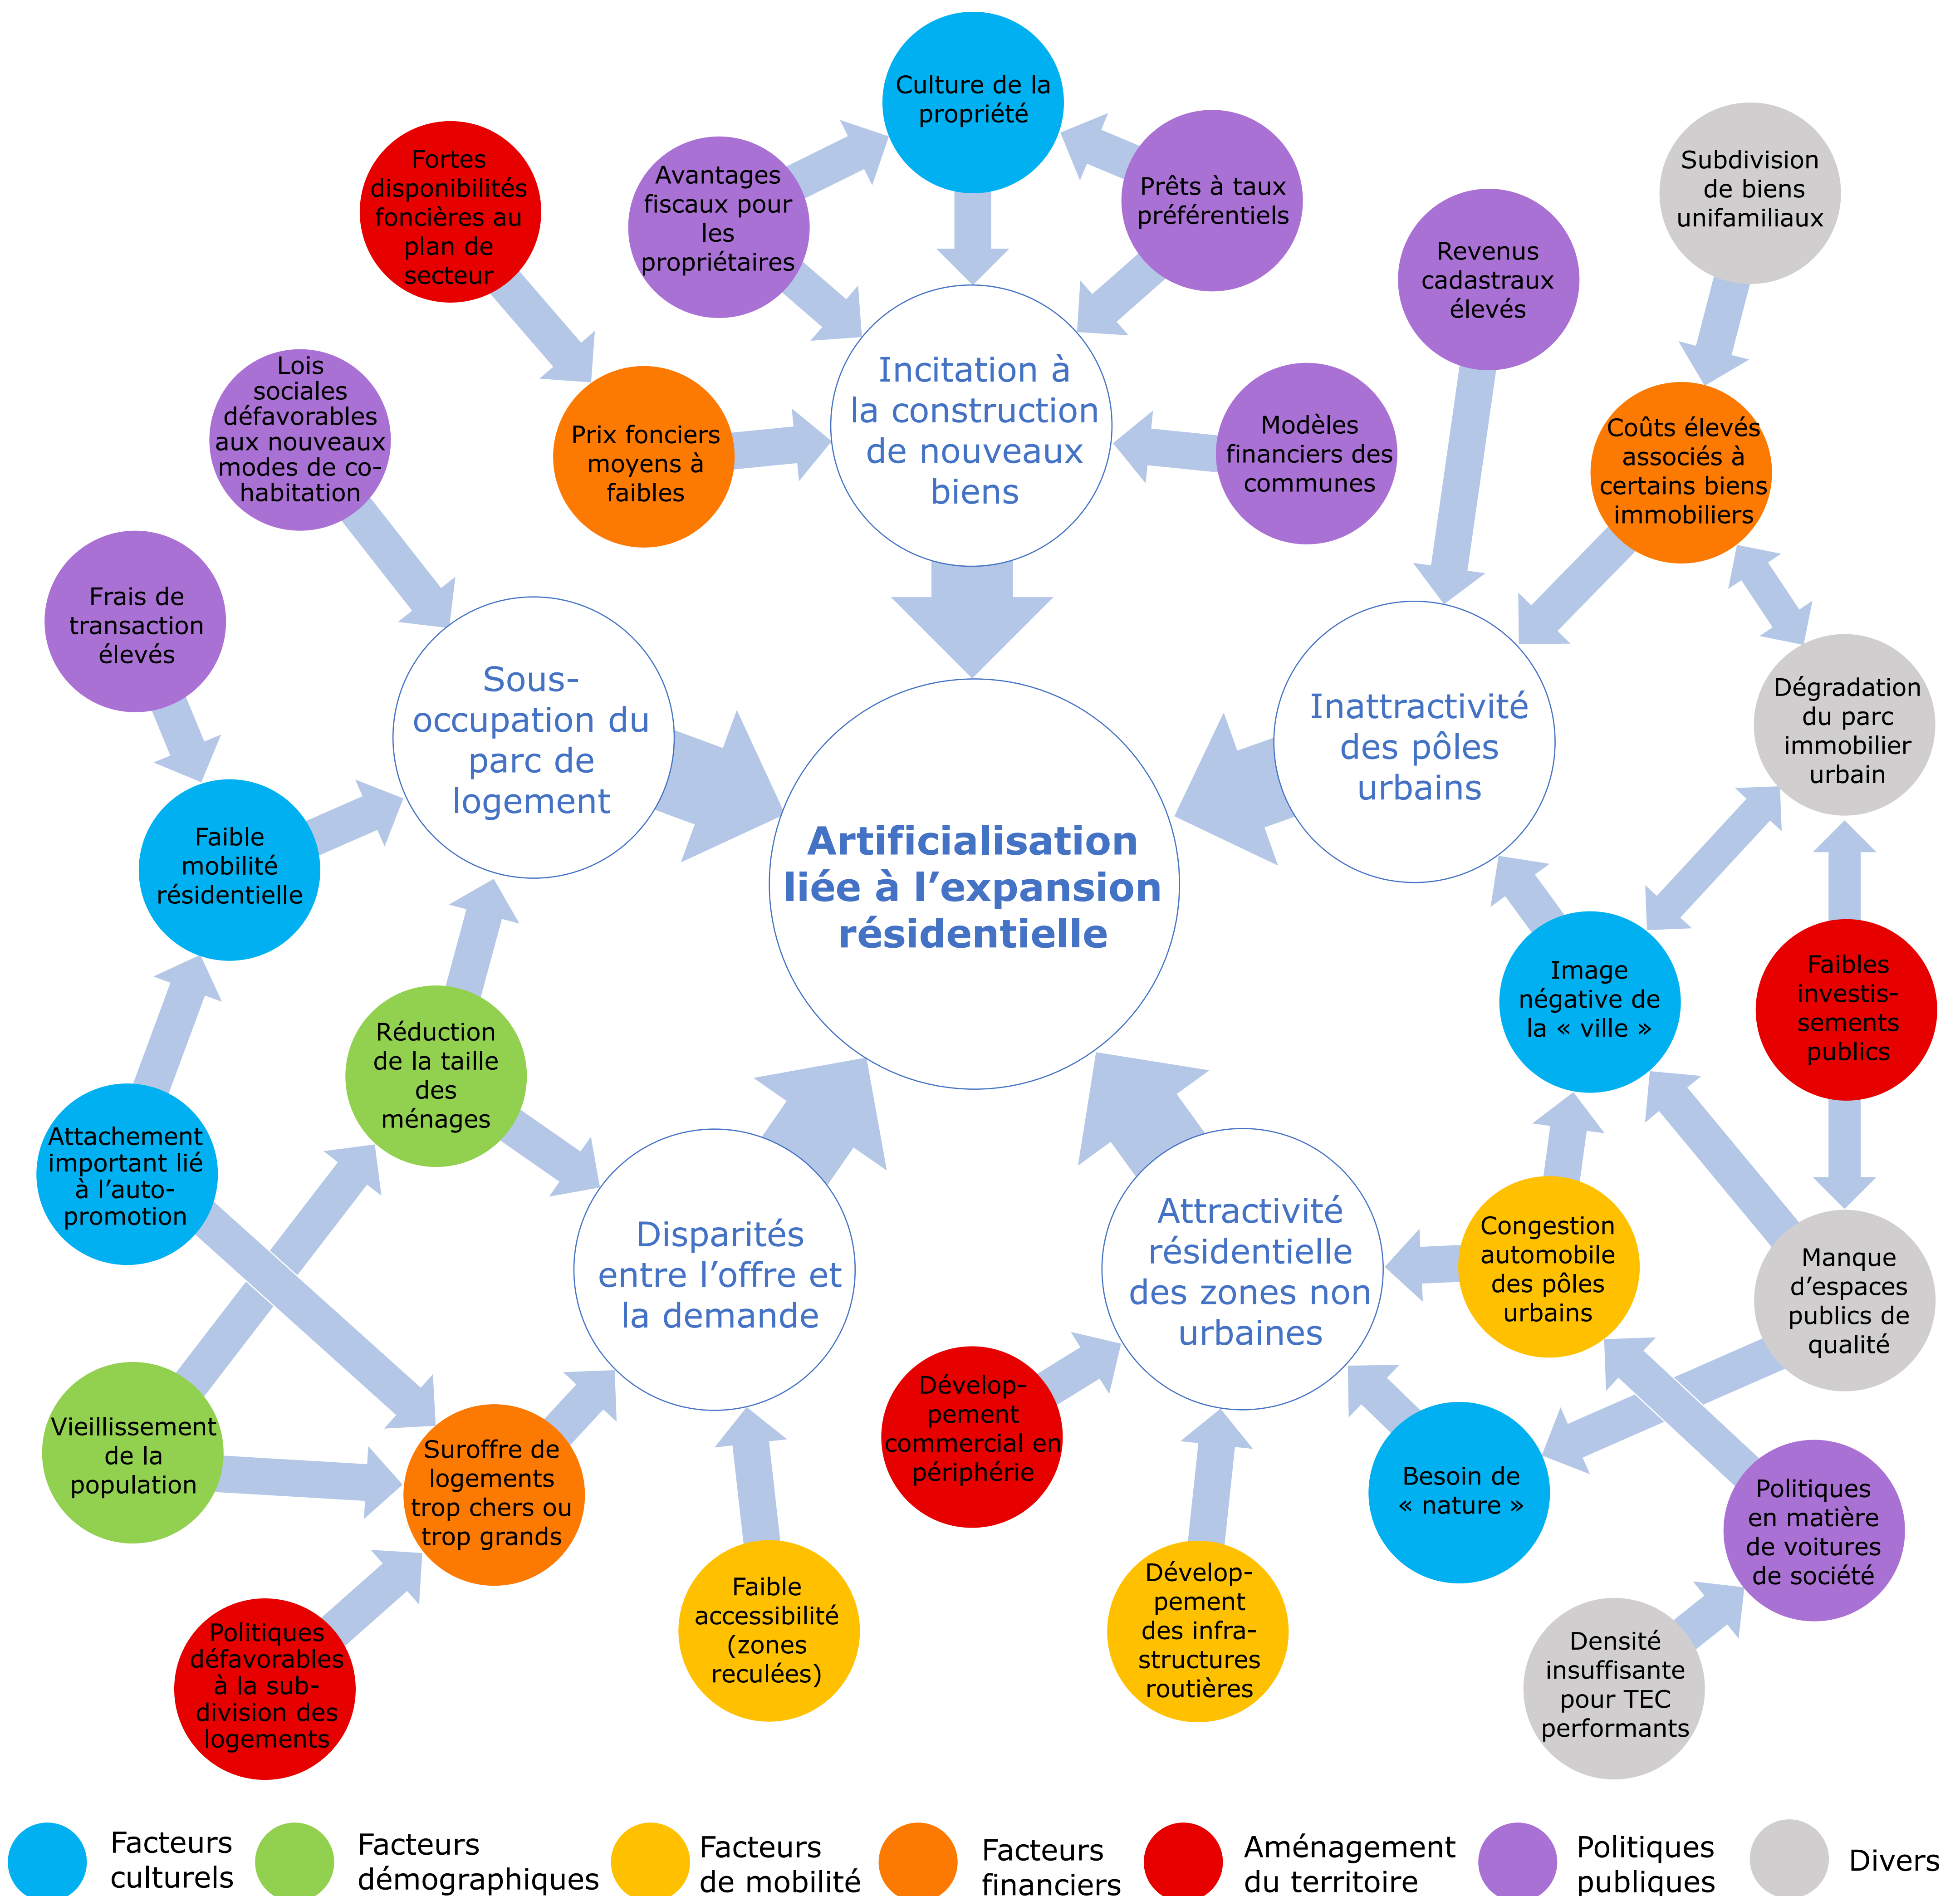 Culture de la
propriété
Fortes
disponibilités
foncières au
plan de
secteur
Avantages
fiscaux pour
les
propriétaires
Prêts à taux
préférentiels
Subdivision
de biens
unifamiliaux
Revenus
cadastraux
élevés
Lois
sociales
défavorables
aux nouveaux
modes de co-
habitation
Prix fonciers
moyens à
faibles
Incitation à
la construction
de nouveaux
biens
Modèles
financiers des
communes
Coûts élevés
associés à
certains biens
immobiliers
Frais de
transaction
élevés
Sous-
occupation du
parc de
logement
Inattractivité
des pôles
urbains
Dégradation
du parc
immobilier
urbain
Faible
mobilité
résidentielle
Artificialisation
liée à l’expansion
résidentielle
Image
négative de
la « ville »
Faibles
investis-
sements
publics
Réduction
de la taille
des
ménages
Attachement
important lié
à l’auto-
promotion
Disparités
entre l’offre et
la demande
Attractivité
résidentielle
des zones non
urbaines
Congestion
automobile
des pôles
urbains
Manque
d’espaces
publics de
qualité
Vieillissement
de la
population
Suroffre de
logements
trop chers ou
trop grands
Dévelop-
pement
commercial en
périphérie
Besoin de
« nature »
Politiques
en matière
de voitures
de société
Politiques
défavorables
à la sub-
division des
logements
Faible
accessibilité
(zones
reculées)
Dévelop-
pement
des infra-
structures
routières
Densité
insuffisante
pour TEC
performants
Facteurs
culturels
Facteurs
démographiques
Facteurs
de mobilité
Facteurs
financiers
Aménagement
du territoire
Politiques
publiques
Divers